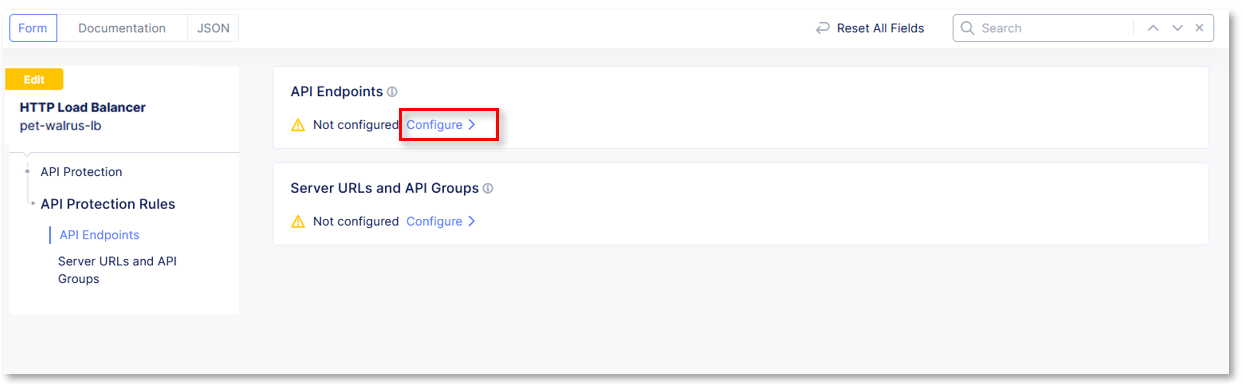 Form
Documentation
JSON
Reset All Fields
Search
Edit
HTTP Load Balancer
pet-walrus-lb
API Protection
API Protection Rules
API Endpoints
Server URLs and API
Groups
API Endpoints
Not configured Configure
Server URLs and API Groups
Not configured Configure